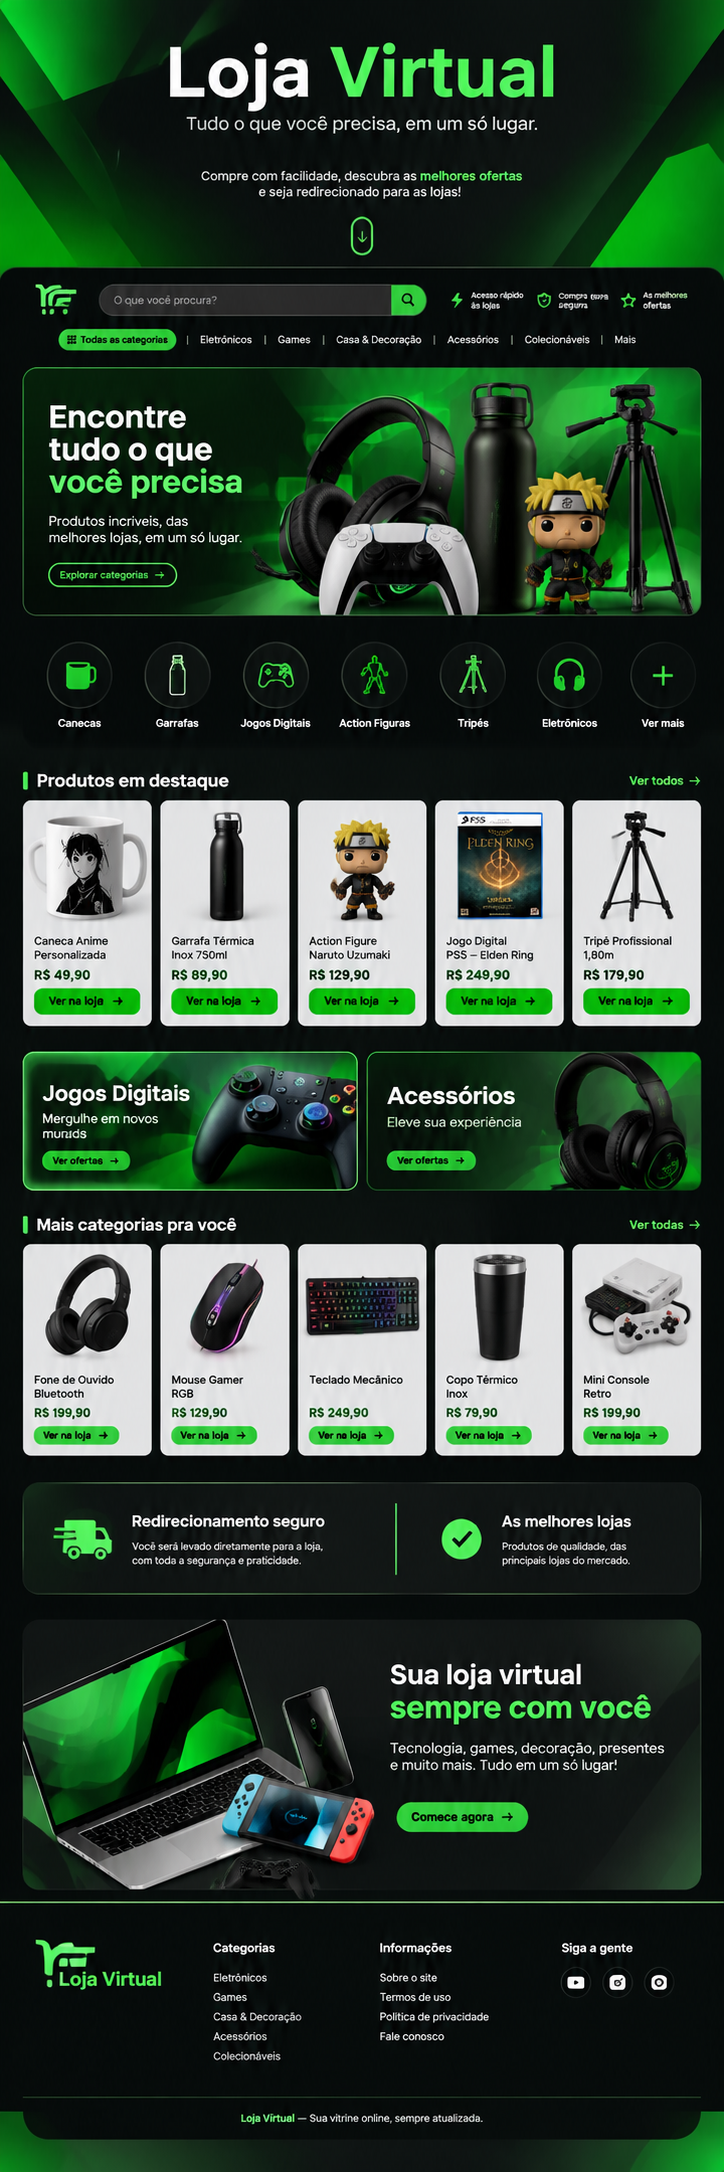 Loja Virtual
Tudo o que você precisa, em um só lugar.
Compre com facilidade, descubra as melhores ofertas
e seja redirecionado para as lojas!
O que você procura?
Acesso rápido
às lojas
Compra
segura
As melhores
ofertas
Todas as categorias | Eletrônicos | Games | Casa & Decoração | Acessórios | Colecionáveis | Mais
Encontre
tudo o que
você precisa
Produtos incríveis, das
melhores lojas, em um só lugar.
Explorar categorias →
Canecas
Garrafas
Jogos Digitais
Action Figuras
Tripés
Eletrônicos
Ver mais
Produtos em destaque
Ver todos →
Caneca Anime
Personalizada
R$ 49,90
Ver na loja →
Garrafa Térmica
Inox 750ml
R$ 89,90
Ver na loja →
Action Figure
Naruto Uzumaki
R$ 129,90
Ver na loja →
ELDEN RING
Jogo Digital
PS5 – Elden Ring
R$ 249,90
Ver na loja →
Tripé Profissional
1,80m
R$ 179,90
Ver na loja →
Jogos Digitais
Mergulhe em novos
Ver ofertas →
Acessórios
Eleve sua experiência
Ver ofertas →
Mais categorias pra você
Ver todas →
Fone de Ouvido
Bluetooth
R$ 199,90
Ver na loja →
Mouse Gamer
RGB
R$ 129,90
Ver na loja →
Teclado Mecânico
R$ 249,90
Ver na loja →
Copo Térmico
Inox
R$ 79,90
Ver na loja →
Mini Console
Retro
R$ 199,90
Ver na loja →
Redirecionamento seguro
Você será levado diretamente para a loja,
com toda a segurança e praticidade.
As melhores lojas
Produtos de qualidade, das
principais lojas do mercado.
Sua loja virtual
sempre com você
Tecnologia, games, decoração, presentes
e muito mais. Tudo em um só lugar!
Comece agora →
Loja Virtual
Categorias
Eletrônicos
Games
Casa & Decoração
Acessórios
Colecionáveis
Informações
Sobre o site
Termos de uso
Politica de privacidade
Fale conosco
Siga a gente
Loja Virtual — Sua vitrine online, sempre atualizada.